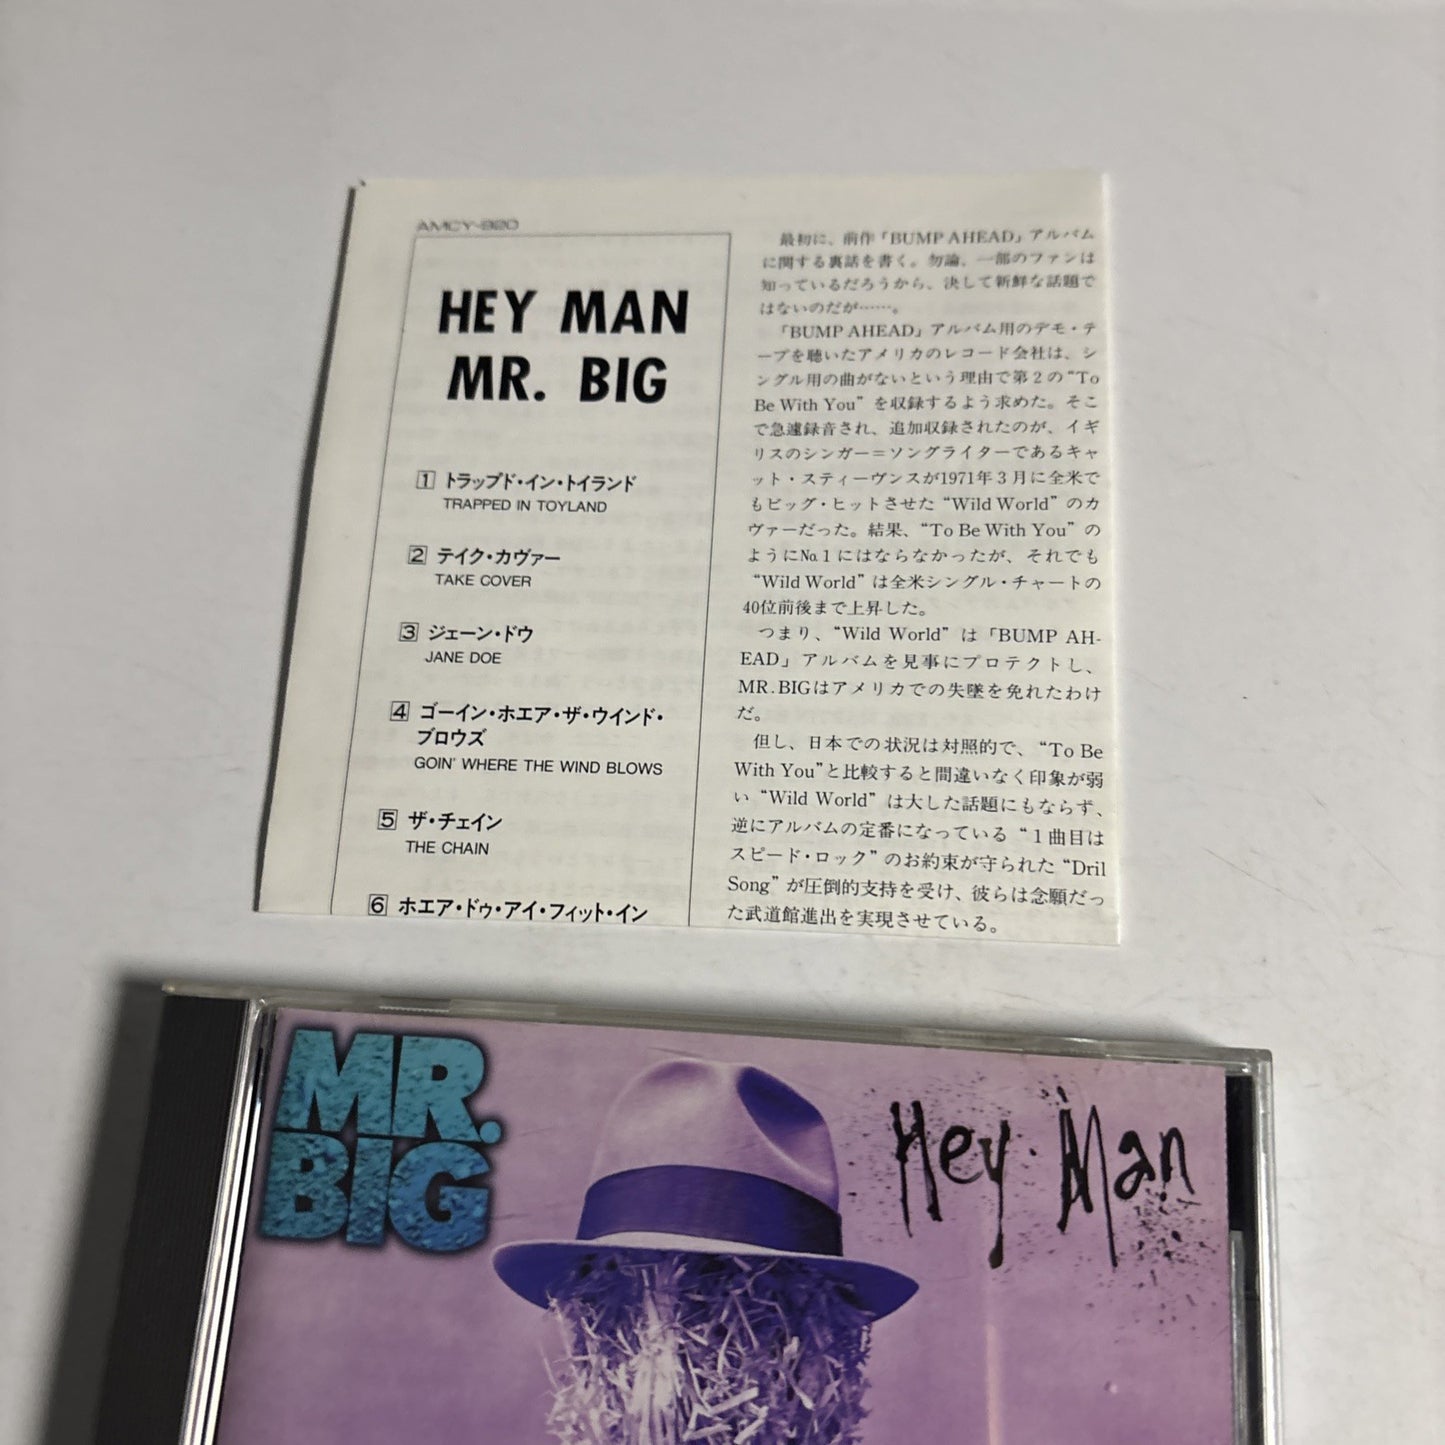 AMCY-920
HEY MAN
MR. BIG
1 トラップド・イン・トイランド
TRAPPED IN TOYLAND
2 テイク・カヴァー
TAKE COVER
3 ジェーン・ドゥ
JANE DOE
4 ゴーイン・ホエア・ザ・ウインド・
ブロウズ
GOIN' WHERE THE WIND BLOWS
5 ザ・チェイン
THE CHAIN
6 ホエア・ドゥ・アイ・フィット・イン
最初に、前作「BUMP AHEAD」アルバム
に関する裏話を書く。勿論、一部のファンは
知っているだろうから、決して新鮮な話題で
はないのだが……。
「BUMP AHEAD」アルバム用のデモ・テ
ープを聴いたアメリカのレコード会社は、シ
ングル用の曲がないという理由で第2の“To
Be With You”を収録するよう求めた。そこ
で急遽録音され、追加収録されたのが、イギ
リスのシンガー＝ソングライターであるキャ
ット・スティーヴンスが1971年3月に全米で
もビッグ・ヒットさせた“Wild World”のカ
ヴァーだった。結果、“To Be With You”の
ように№1にはならなかったが、それでも
“Wild World”は全米シングル・チャートの
40位前後まで上昇した。
つまり、“Wild World”は「BUMP AH-
EAD」アルバムを見事にプロテクトし、
MR.BIGはアメリカでの失墜を免れたわけ
だ。
但し、日本での状況は対照的で、“To Be
With You”と比較すると間違いなく印象が弱
い“Wild World”は大した話題にもならず、
逆にアルバムの定番になっている“1曲目は
スピード・ロック”のお約束が守られた“Dril
Song”が圧倒的支持を受け、彼らは念願だっ
た武道館進出を実現させている。
MR.
BIG
Hey Man